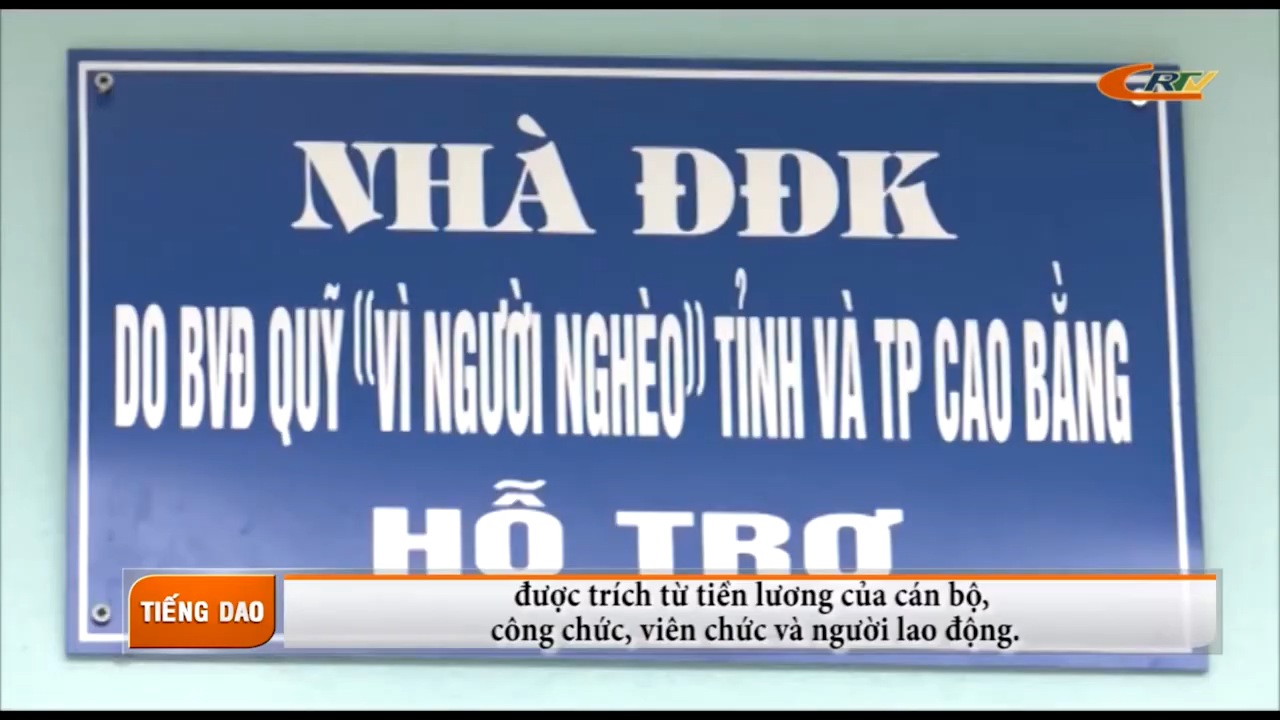 CRTV
NHÀ ĐĐK
DO BVĐ QUỸ "VÌ NGƯỜI NGHÈO" TỈNH VÀ TP CAO BẰNG
HỖ TRỢ
TIẾNG DAO
được trích từ tiền lương của cán bộ,
công chức, viên chức và người lao động.